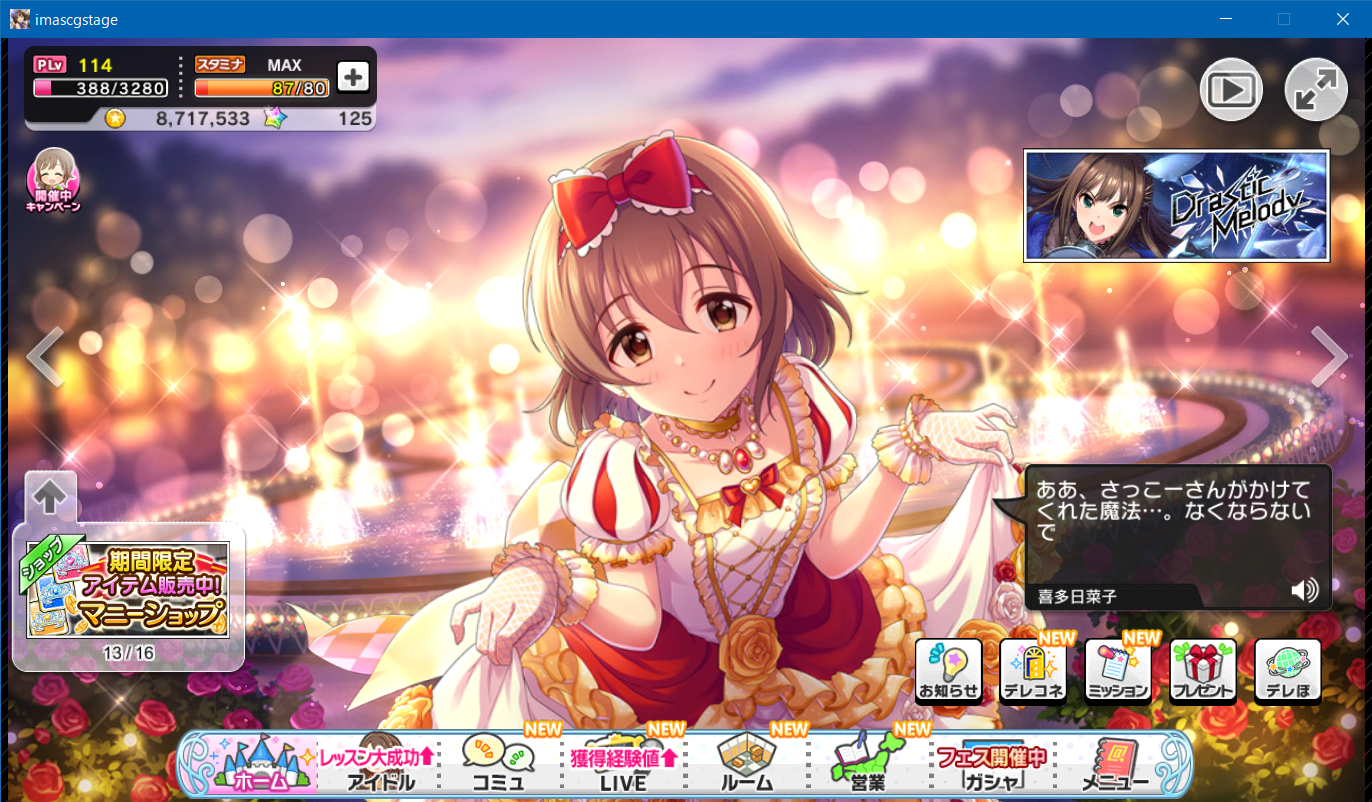 imascgstage
PLv 114
388/3280
スタミナ MAX
87/80
8,717,533
125
開催中
キャンペーン
Drastic
Melody
ああ、さっこーさんがかけて
くれた魔法…。なくならない
で
喜多日菜子
ショップ
期間限定
アイテム販売中!
マニーショップ
13/16
お知らせ
NEW
デレコネ
NEW
ミッション
プレゼント
デレぽ
ホーム
レッスン大成功
アイドル
NEW
コミュ
NEW
獲得経験値
LIVE
NEW
ルーム
NEW
営業
フェス開催中
ガシャ
メニュー